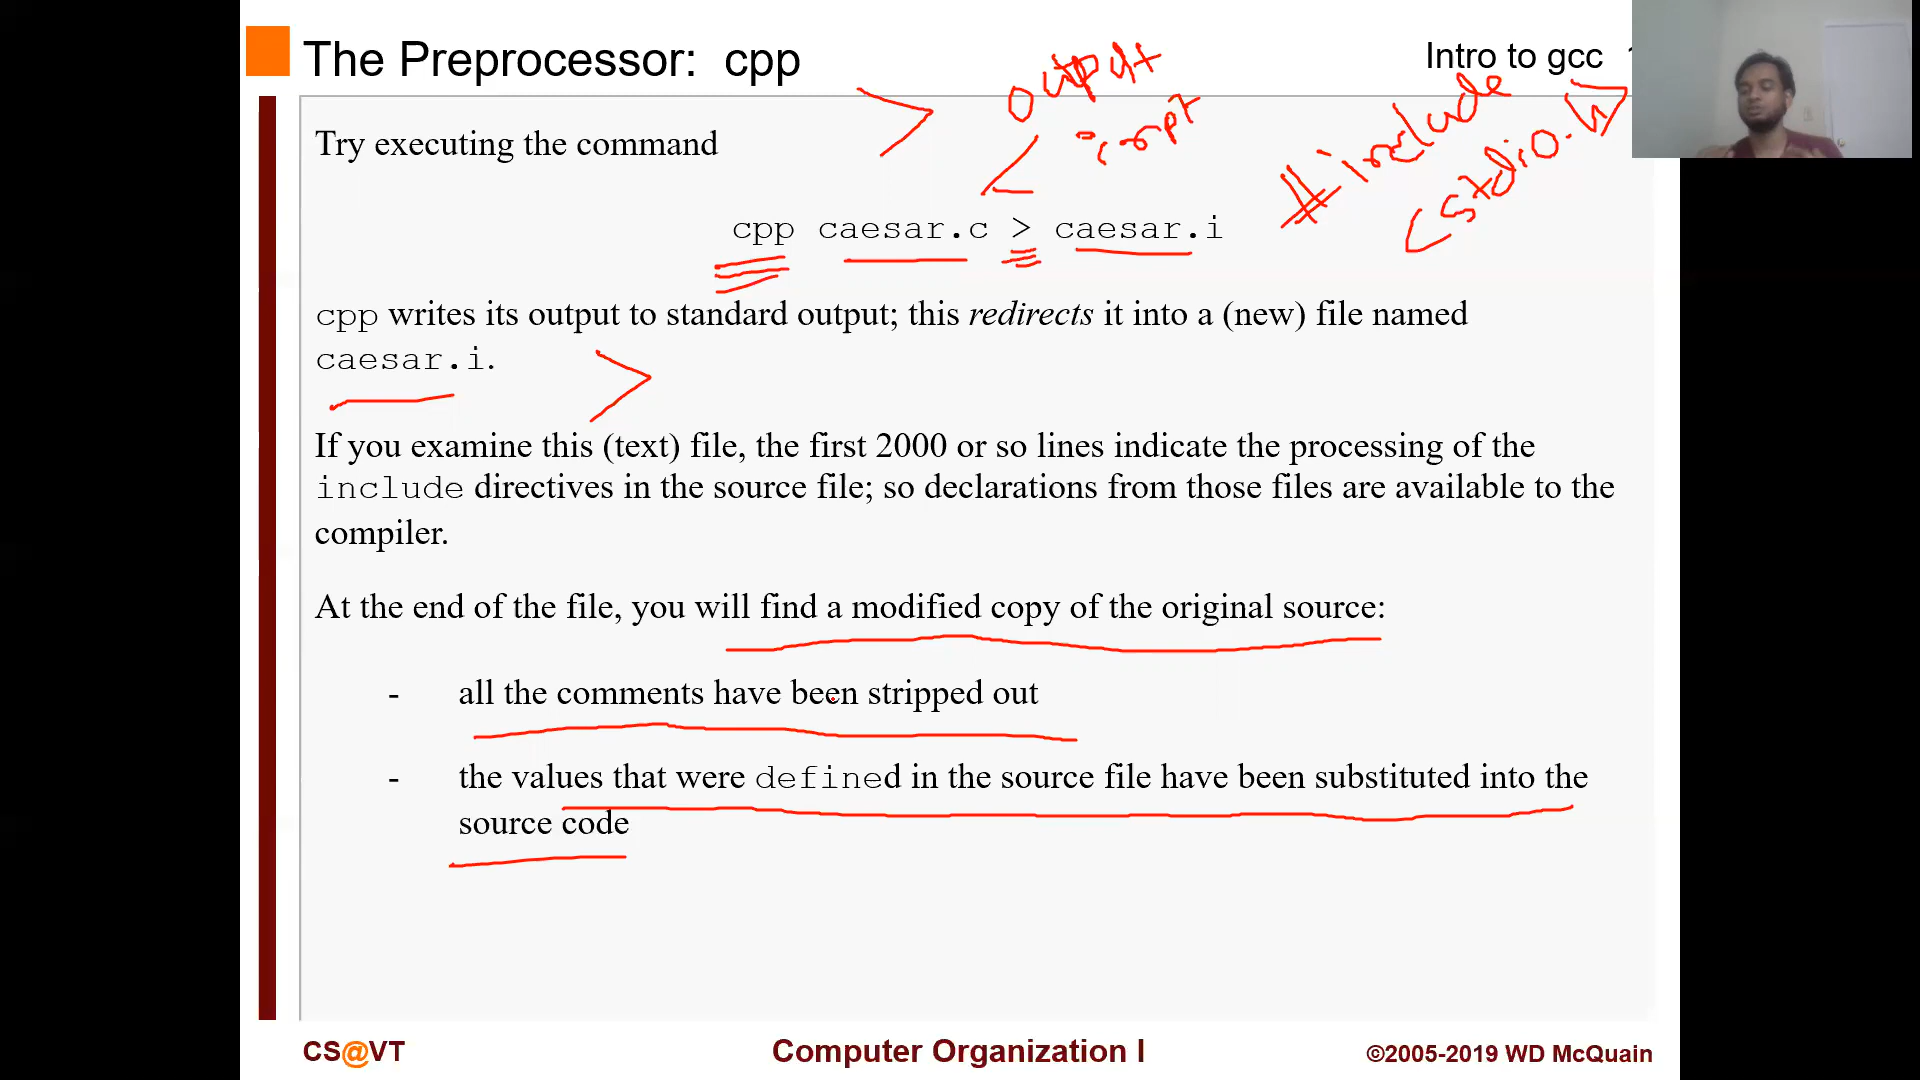 The Preprocessor: cpp
Intro to gcc
> output
< input
#include
<stdio.h>
Try executing the command
cpp caesar.c > caesar.i
cpp writes its output to standard output; this redirects it into a (new) file named
caesar.i.
>
If you examine this (text) file, the first 2000 or so lines indicate the processing of the
include directives in the source file; so declarations from those files are available to the
compiler.
At the end of the file, you will find a modified copy of the original source:
- all the comments have been stripped out
- the values that were defined in the source file have been substituted into the
source code
CS@VT
Computer Organization I
©2005-2019 WD McQuain